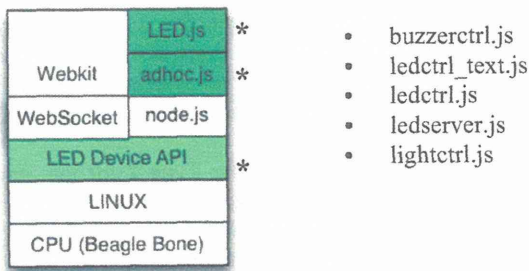 LED.js *
Webkit adhoc.js *
WebSocket node.js
LED Device API *
LINUX
CPU (Beagle Bone)
• buzzerctrl.js
• ledctrl_text.js
• ledctrl.js
• ledserver.js
• lightctrl.js